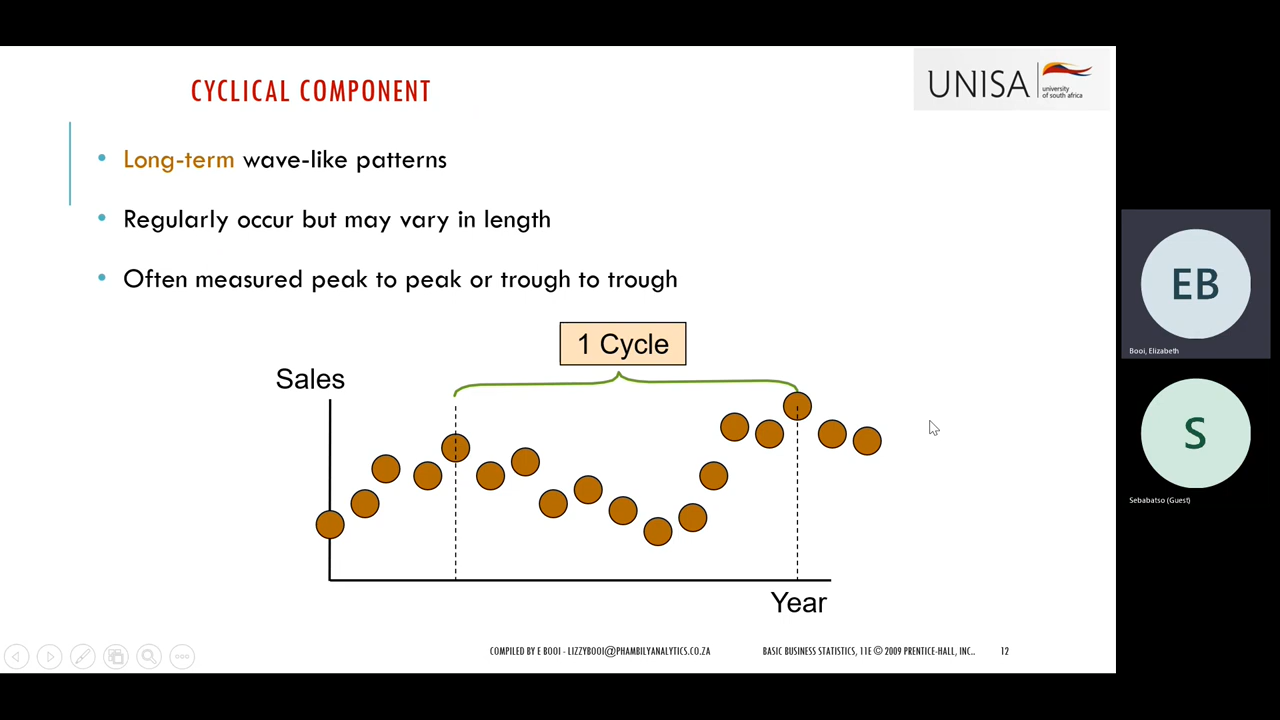 CYCLICAL COMPONENT
UNISA
university
of south africa
Long-term wave-like patterns
Regularly occur but may vary in length
Often measured peak to peak or trough to trough
1 Cycle
Sales
Year
COMPILED BY E BOOI - LIZZYBOOI@PHAMBILYANALYTICS.CO.ZA
BASIC BUSINESS STATISTICS, 11E © 2009 PRENTICE-HALL, INC..
12
EB
Booi, Elizabeth
S
Sebabatso (Guest)